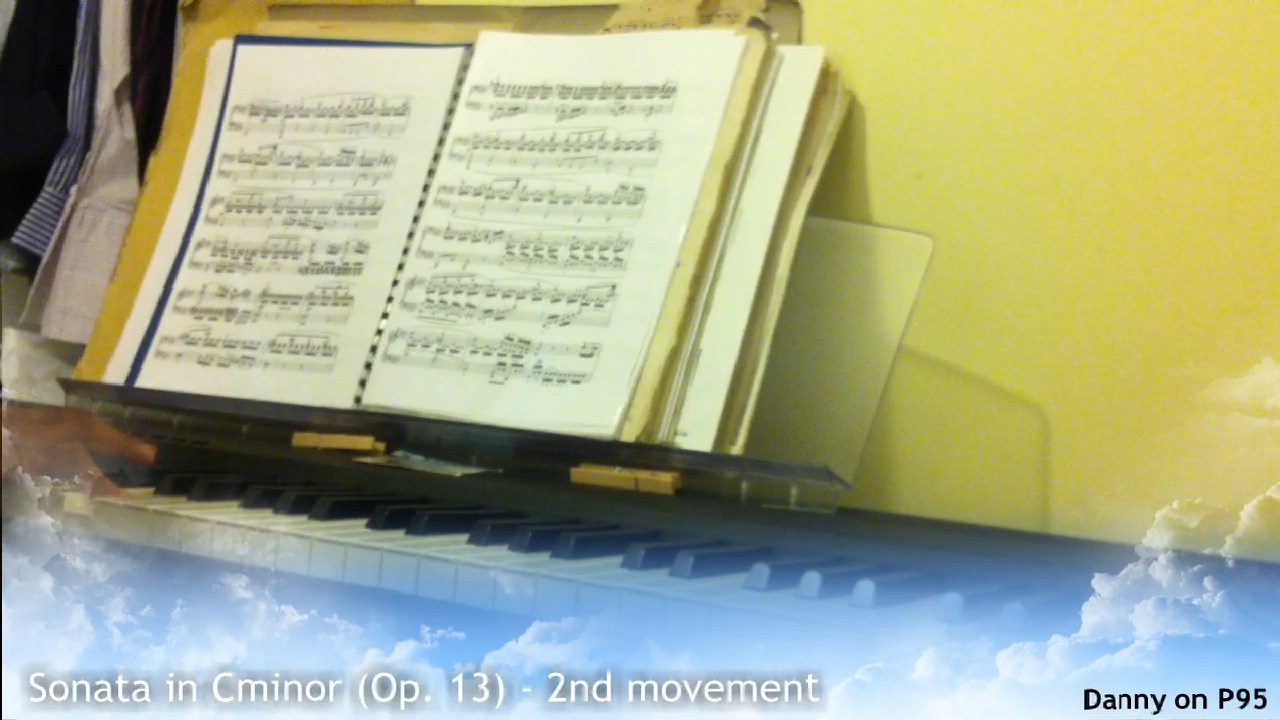 Sonata in Cminor (Op. 13) - 2nd movement
Danny on P95